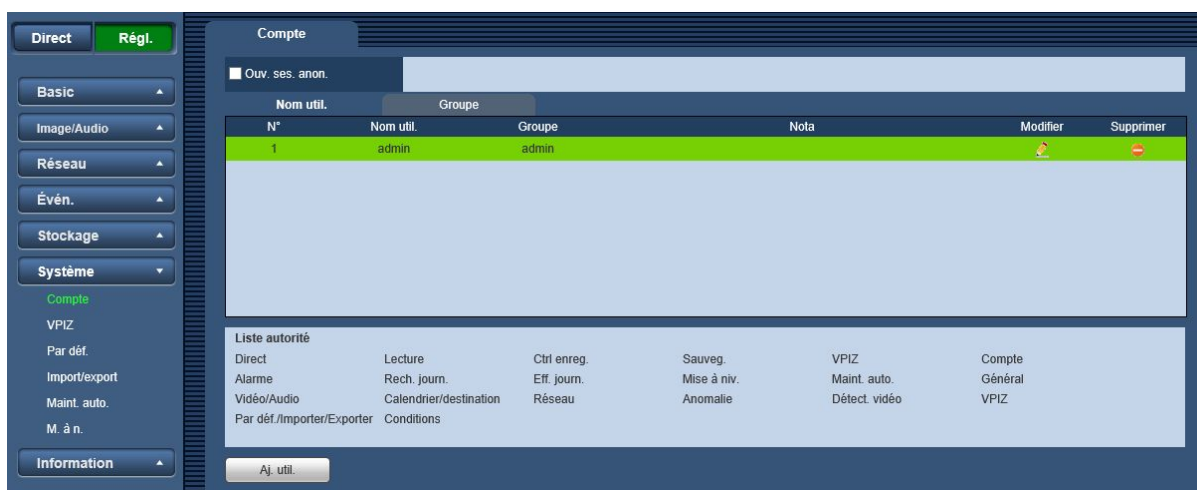 Direct Régl.
Basic
Image/Audio
Réseau
Évén.
Stockage
Système
Compte
VPIZ
Par déf.
Import/export
Maint. auto.
M. à n.
Information
Compte
Ouv. ses. anon.
Nom util. Groupe
N° Nom util. Groupe Nota Modifier Supprimer
1 admin admin
Liste autorité
Direct Lecture Ctrl enreg. Sauveg. VPIZ Compte
Alarme Rech. journ. Eff. journ. Mise à niv. Maint. auto. Général
Vidéo/Audio Calendrier/destination Réseau Anomalie Détect. vidéo VPIZ
Par déf./Importer/Exporter Conditions
Aj. util.